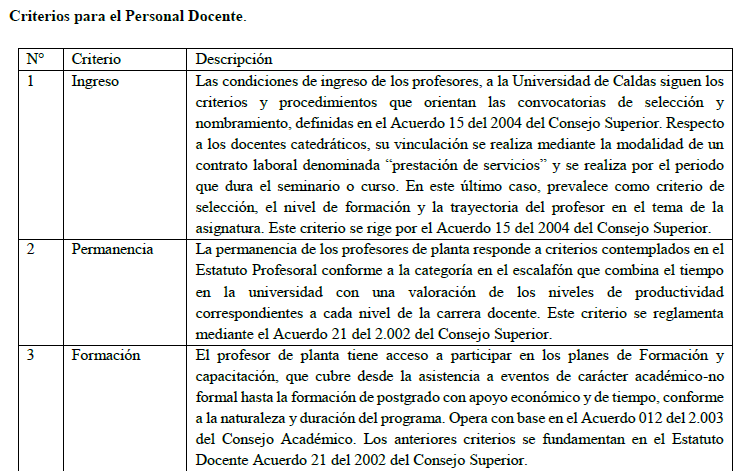 Criterios para el Personal Docente.
N° Criterio Descripción
1 Ingreso Las condiciones de ingreso de los profesores, a la Universidad de Caldas siguen los
criterios y procedimientos que orientan las convocatorias de selección y
nombramiento, definidas en el Acuerdo 15 del 2004 del Consejo Superior. Respecto
a los docentes catedráticos, su vinculación se realiza mediante la modalidad de un
contrato laboral denominada “prestación de servicios” y se realiza por el periodo
que dura el seminario o curso. En este último caso, prevalece como criterio de
selección, el nivel de formación y la trayectoria del profesor en el tema de la
asignatura. Este criterio se rige por el Acuerdo 15 del 2004 del Consejo Superior.
2 Permanencia La permanencia de los profesores de planta responde a criterios contemplados en el
Estatuto Profesoral conforme a la categoría en el escalafón que combina el tiempo
en la universidad con una valoración de los niveles de productividad
correspondientes a cada nivel de la carrera docente. Este criterio se reglamenta
mediante el Acuerdo 21 del 2.002 del Consejo Superior.
3 Formación El profesor de planta tiene acceso a participar en los planes de Formación y
capacitación, que cubre desde la asistencia a eventos de carácter académico-no
formal hasta la formación de postgrado con apoyo económico y de tiempo, conforme
a la naturaleza y duración del programa. Opera con base en el Acuerdo 012 del 2.003
del Consejo Académico. Los anteriores criterios se fundamentan en el Estatuto
Docente Acuerdo 21 del 2002 del Consejo Superior.